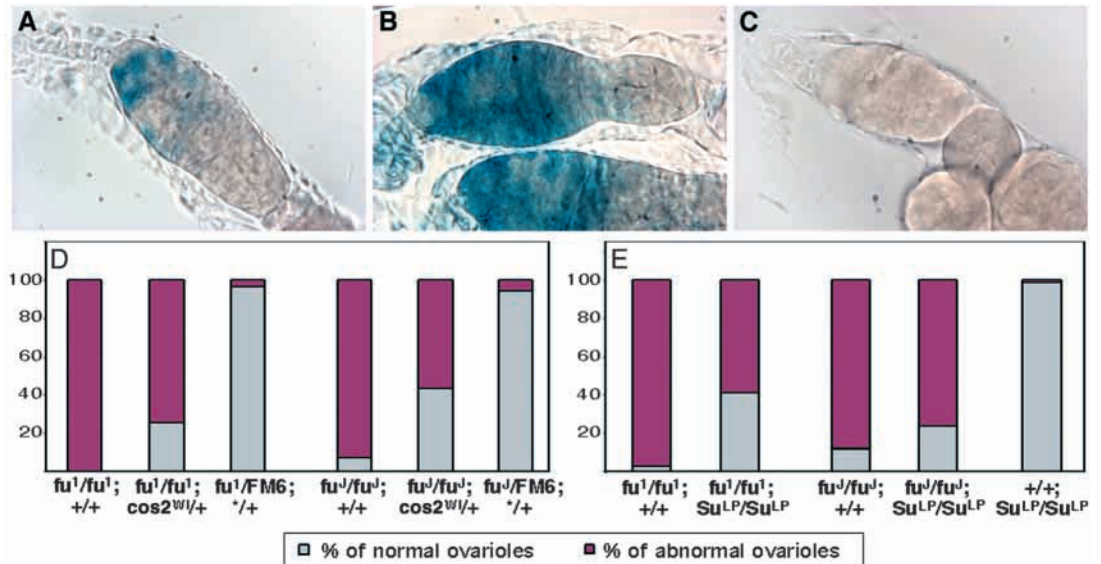 A
B
C
D
100
80
60
40
20
fu¹/fu¹;
+/+
fu¹/fu¹;
cos2ᵂᴵ/+
fu¹/FM6;
*/+
fuᴶ/fuᴶ;
+/+
fuᴶ/fuᴶ;
cos2ᵂᴵ/+
fuᴶ/FM6;
*/+
E
100
80
60
40
20
fu¹/fu¹;
+/+
fu¹/fu¹;
Suᴸᴾ/Suᴸᴾ
fuᴶ/fuᴶ;
+/+
fuᴶ/fuᴶ;
Suᴸᴾ/Suᴸᴾ
+/+;
Suᴸᴾ/Suᴸᴾ
% of normal ovarioles
% of abnormal ovarioles